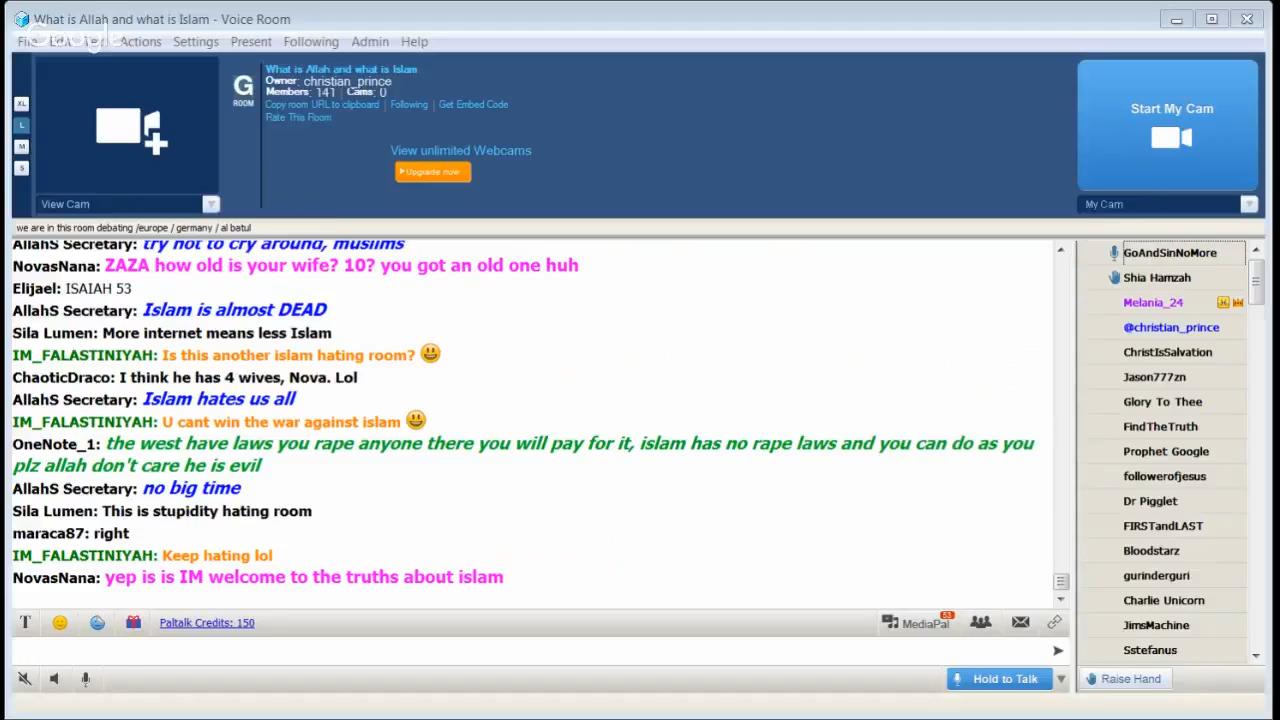 What is Allah and what is Islam - Voice Room
Google
Actions Settings Present Following Admin Help
What is Allah and what is Islam
Owner: christian_prince
Members: 141 Cams: 0
Copy room URL to clipboard | Following | Get Embed Code
Rate This Room
G
ROOM
View unlimited Webcams
Upgrade now
Start My Cam
XL
L
M
S
View Cam
My Cam
we are in this room debating /europe / germany / al batul
AllahS Secretary: try not to cry around, muslims
NovasNana: ZAZA how old is your wife? 10? you got an old one huh
Elijael: ISAIAH 53
AllahS Secretary: Islam is almost DEAD
Sila Lumen: More internet means less Islam
IM_FALASTINIYAH: Is this another islam hating room? 😃
ChaoticDraco: I think he has 4 wives, Nova. Lol
AllahS Secretary: Islam hates us all
IM_FALASTINIYAH: U cant win the war against islam 😃
OneNote_1: the west have laws you rape anyone there you will pay for it, islam has no rape laws and you can do as you
plz allah don't care he is evil
AllahS Secretary: no big time
Sila Lumen: This is stupidity hating room
maraca87: right
IM_FALASTINIYAH: Keep hating lol
NovasNana: yep is is IM welcome to the truths about islam
GoAndSinNoMore
Shia Hamzah
Melania_24
@christian_prince
ChristIsSalvation
Jason777zn
Glory To Thee
FindTheTruth
Prophet Google
followerofjesus
Dr Pigglet
FIRSTandLAST
Bloodstarz
gurinderguri
Charlie Unicorn
JimsMachine
Sstefanus
T
Paltalk Credits: 150
MediaPal
53
Hold to Talk
Raise Hand